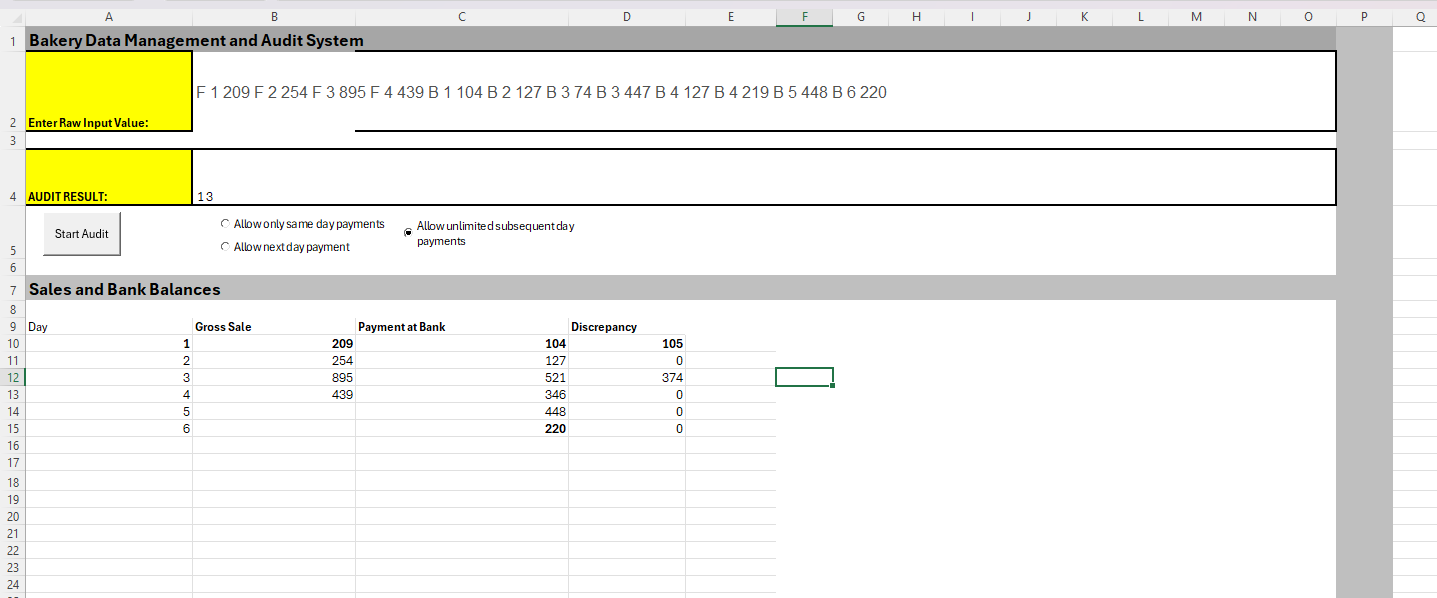 A B C D E F G H I J K L M N O P Q
1 Bakery Data Management and Audit System
F 1 209 F 2 254 F 3 895 F 4 439 B 1 104 B 2 127 B 3 74 B 3 447 B 4 127 B 4 219 B 5 448 B 6 220
2 Enter Raw Input Value:
3
4 AUDIT RESULT: 1 3
Start Audit
Allow only same day payments
Allow next day payment
Allow unlimited subsequent day
payments
5
6
7 Sales and Bank Balances
8
9 Day Gross Sale Payment at Bank Discrepancy
10 1 209 104 105
11 2 254 127 0
12 3 895 521 374
13 4 439 346 0
14 5 448 0
15 6 220 0
16
17
18
19
20
21
22
23
24